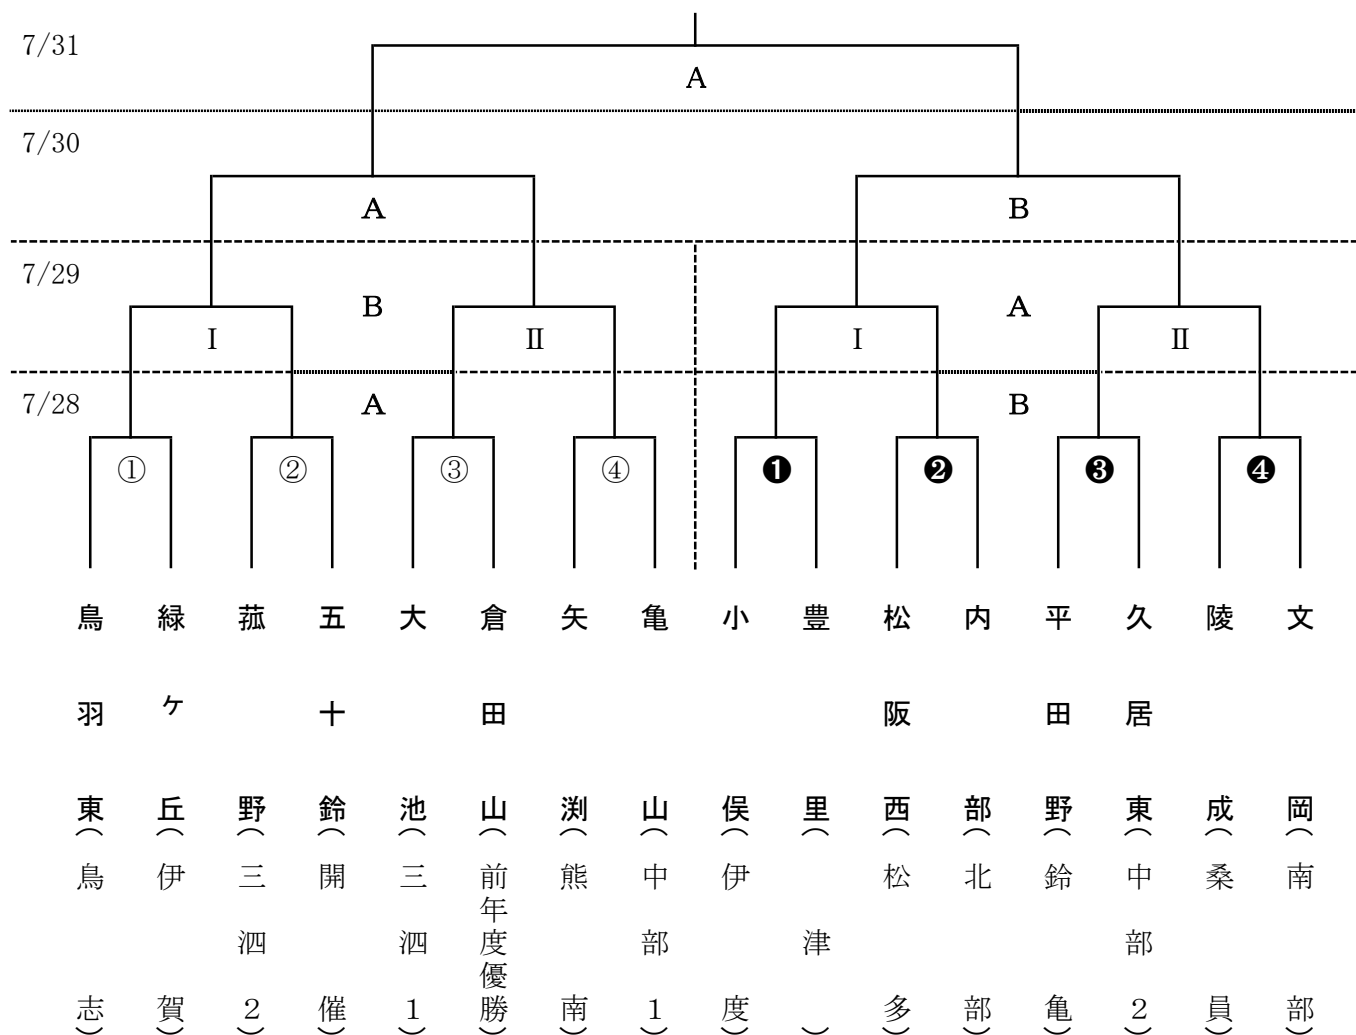 7/31
A
7/30
A
B
7/29
B
A
Ⅰ
Ⅱ
Ⅰ
Ⅱ
7/28
A
B
①
②
③
④
❶
❷
❸
❹
鳥羽東（鳥志）
緑ヶ丘（伊賀）
菰野（三泗２）
五十鈴（開催）
大池（三泗１）
倉田山（前年度優勝）
矢渕（熊南）
亀山（中部１）
小俣（伊度）
豊里（津）
松阪西（松多）
内部（北部）
平田野（鈴亀）
久居東（中部２）
陵成（桑員）
文岡（南部）